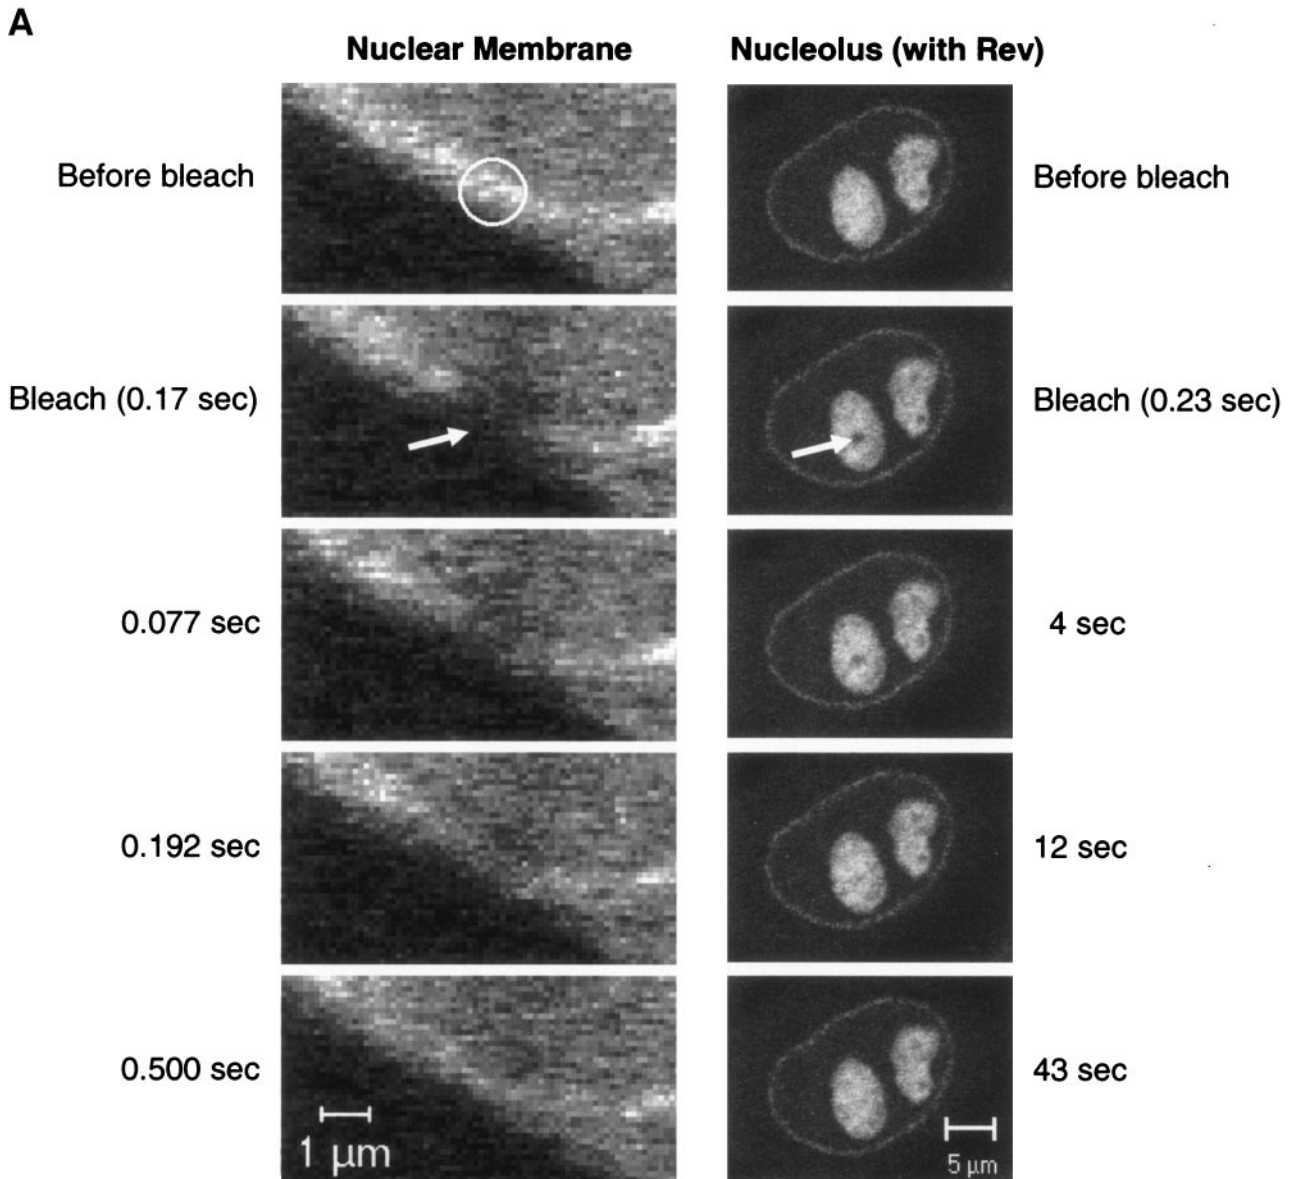 A
Nuclear Membrane Nucleolus (with Rev)
Before bleach Before bleach
Bleach (0.17 sec) Bleach (0.23 sec)
0.077 sec 4 sec
0.192 sec 12 sec
0.500 sec 43 sec
1 μm 5 μm